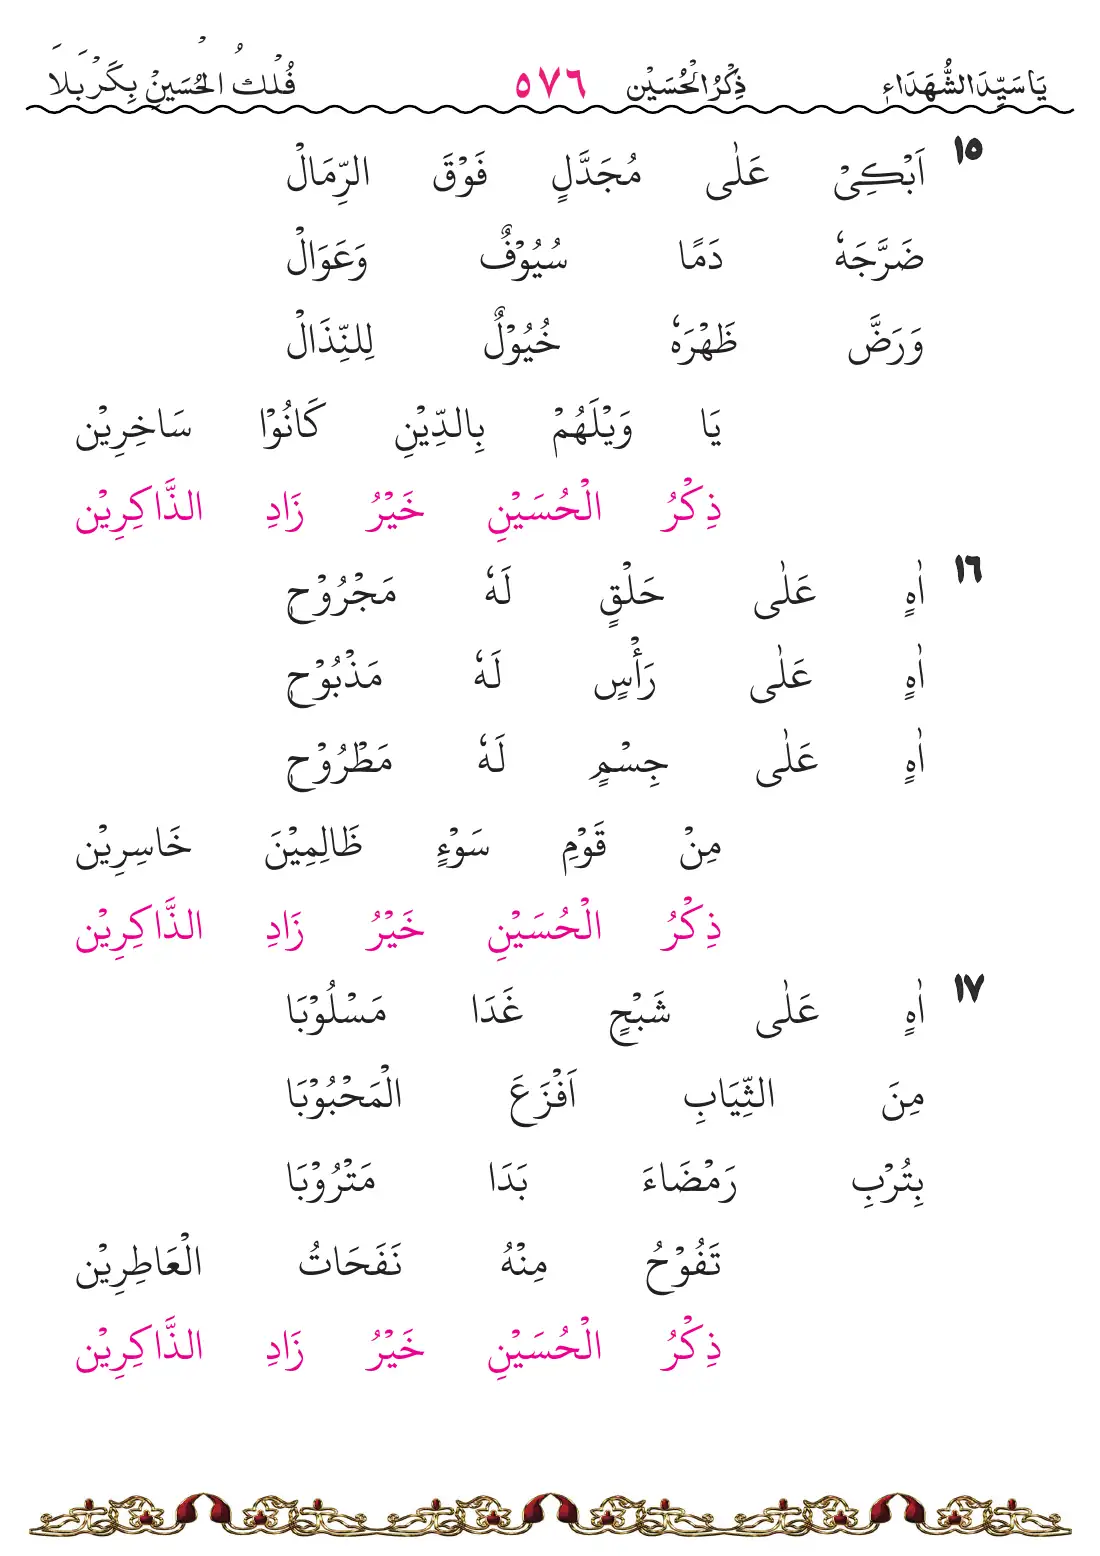 يَا سَيِّدَ الشُّهَدَاءِ ذِكْرُ الْحُسَيْن ٥٧٦ فُلْكُ الْحُسَيْنِ بِكَرْبَلَا
١٥ اَبْكِىْ عَلٰى مُجَدَّلٍ فَوْقَ الرِّمَالْ
ضَرَّجَهٗ دَمًا سُيُوْفٌ وَعَوَالْ
وَرَضَّ ظَهْرَهٗ خُيُوْلٌ لِلنِّذَالْ
يَا وَيْلَهُمْ بِالدِّيْنِ كَانُوْا سَاخِرِيْن
ذِكْرُ الْحُسَيْنِ خَيْرُ زَادِ الذَّاكِرِيْن
١٦ اٰهٍ عَلٰى حَلْقٍ لَهٗ مَجْرُوْحٖ
اٰهٍ عَلٰى رَأْسٍ لَهٗ مَذْبُوْحٖ
اٰهٍ عَلٰى جِسْمٍ لَهٗ مَطْرُوْحٖ
مِنْ قَوْمِ سَوْءٍ ظَالِمِيْنَ خَاسِرِيْن
ذِكْرُ الْحُسَيْنِ خَيْرُ زَادِ الذَّاكِرِيْن
١٧ اٰهٍ عَلٰى شَبْحٍ غَدَا مَسْلُوْبَا
مِنَ الثِّيَابِ اَفْزَعَ الْمَحْبُوْبَا
بِتُرْبِ رَمْضَاءَ بَدَا مَتْرُوْبَا
تَفُوْحُ مِنْهُ نَفَحَاتُ الْعَاطِرِيْن
ذِكْرُ الْحُسَيْنِ خَيْرُ زَادِ الذَّاكِرِيْن